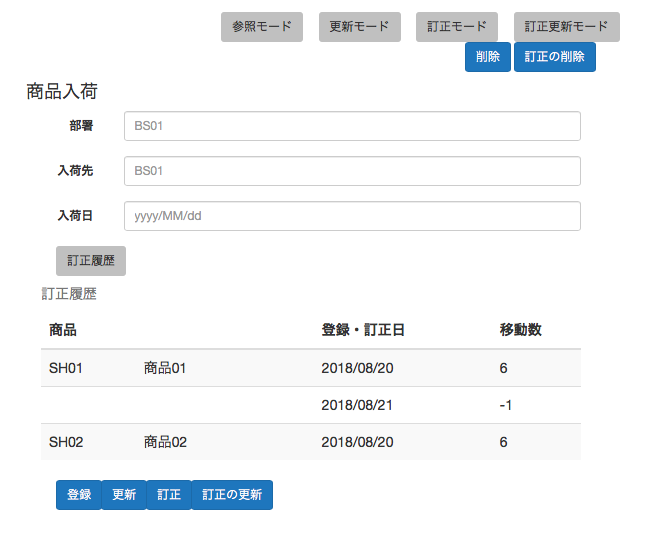 参照モード 更新モード 訂正モード 訂正更新モード
削除 訂正の削除
商品入荷
部署 BS01
入荷先 BS01
入荷日 yyyy/MM/dd
訂正履歴
訂正履歴
商品 登録・訂正日 移動数
SH01 商品01 2018/08/20 6
2018/08/21 -1
SH02 商品02 2018/08/20 6
登録 更新 訂正 訂正の更新